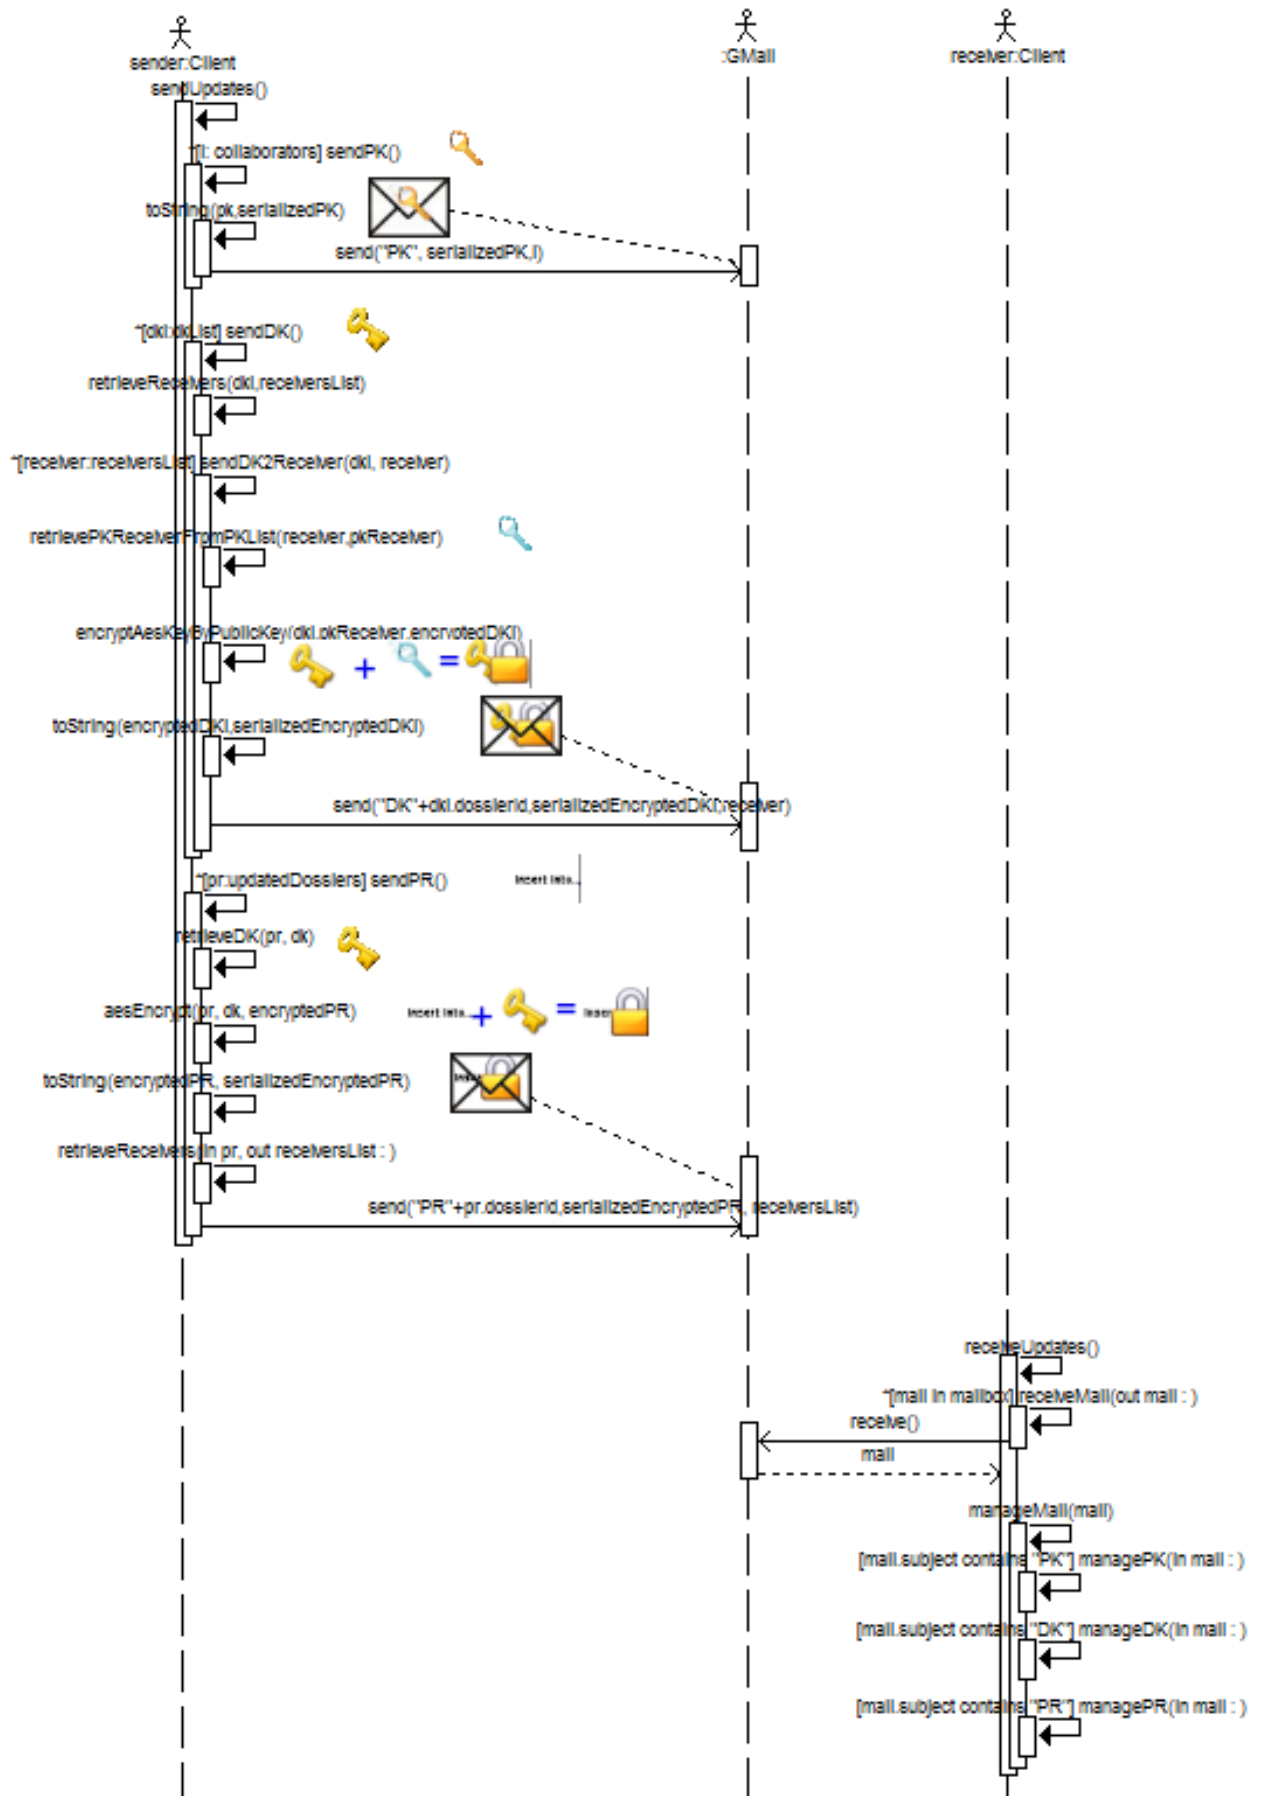 sender:Client
:GMail
receiver:Client
sendUpdates()
*[i: collaborators] sendPK()
toString(pk,serializedPK)
send("PK", serializedPK,i)
*[dki:dkList] sendDK()
retrieveReceivers(dki,receiversList)
*[receiver:receiversList] sendDK2Receiver(dki, receiver)
retrievePKReceiverFromPKList(receiver,pkReceiver)
encryptAesKeyByPublicKey(dki,pkReceiver,encryptedDKi)
+ =
toString(encryptedDKi,serializedEncryptedDKi)
send("DK"+dki.dossierId,serializedEncryptedDKi,receiver)
*[pr:updatedDossiers] sendPR()
Insert into...
retrieveDK(pr, dk)
aesEncrypt(pr, dk, encryptedPR)
Insert into... + =
toString(encryptedPR, serializedEncryptedPR)
retrieveReceivers(in pr, out receiversList : )
send("PR"+pr.dossierId,serializedEncryptedPR, receiversList)
receiveUpdates()
*[mail in mailbox] receiveMail(out mail : )
receive()
mail
manageMail(mail)
[mail.subject contains "PK"] managePK(in mail : )
[mail.subject contains "DK"] manageDK(in mail : )
[mail.subject contains "PR"] managePR(in mail : )